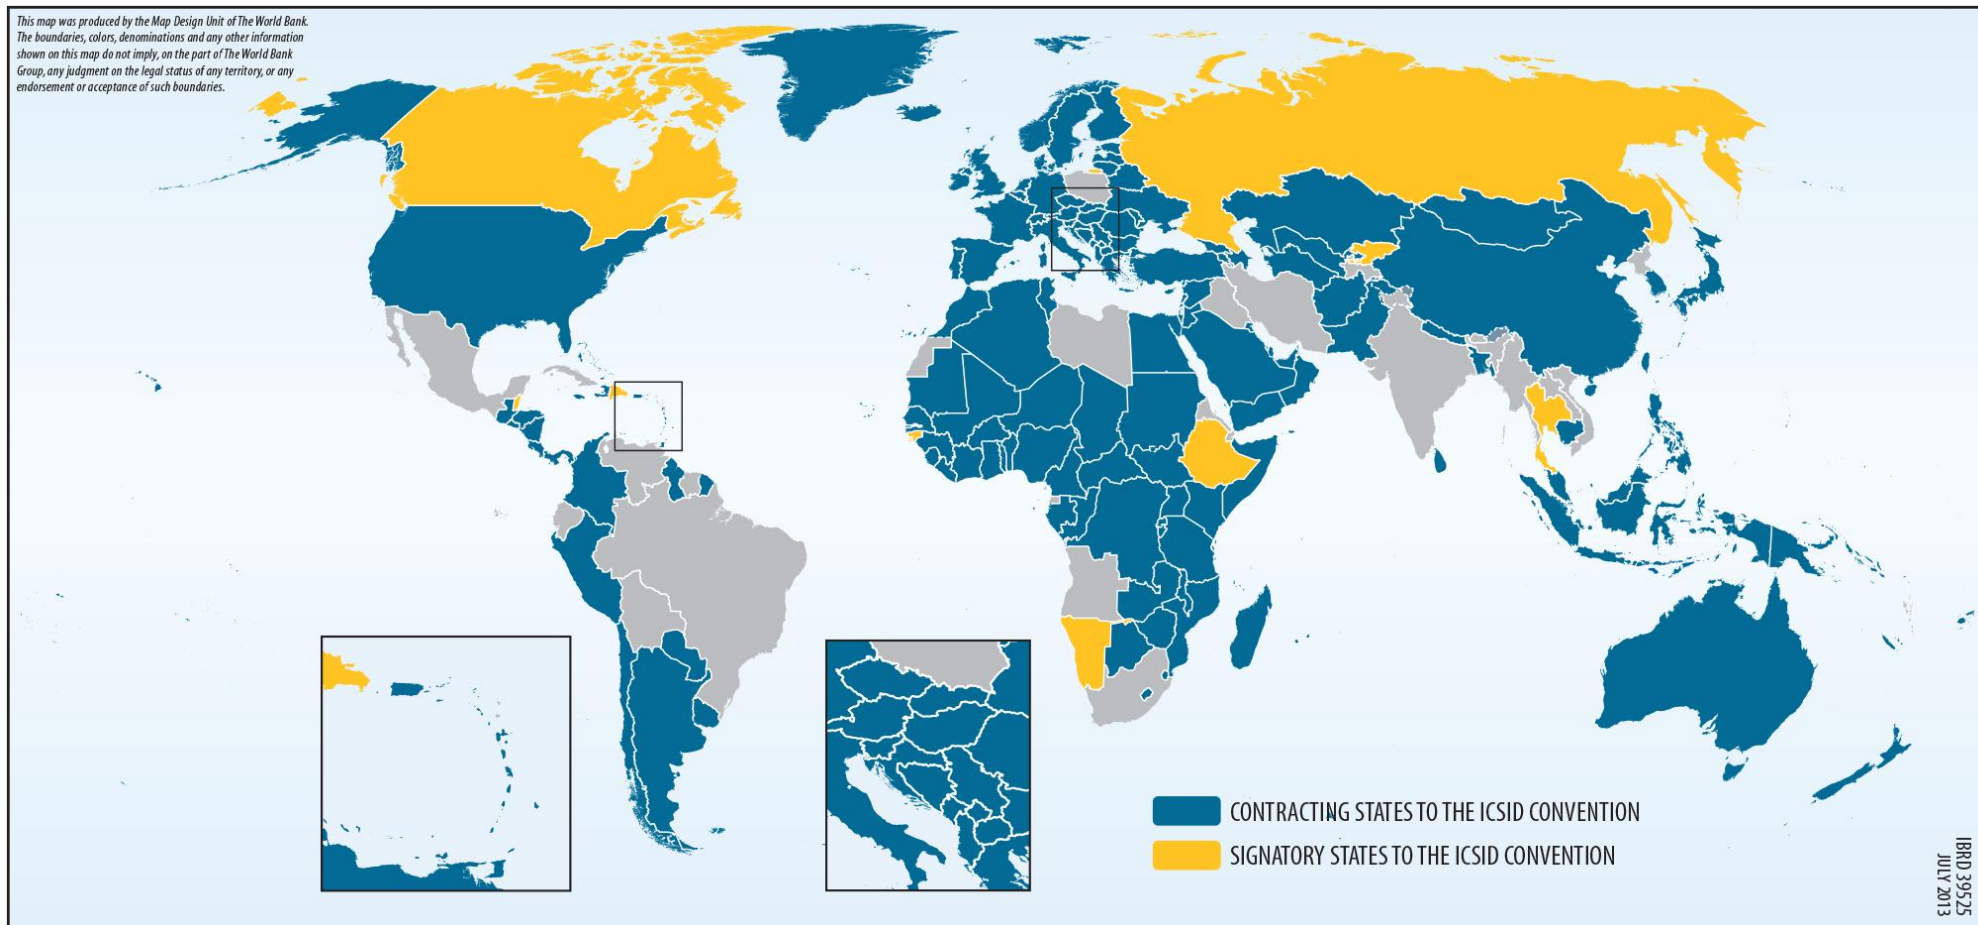 This map was produced by the Map Design Unit of The World Bank.
The boundaries, colors, denominations and any other information
shown on this map do not imply, on the part of The World Bank
Group, any judgment on the legal status of any territory, or any
endorsement or acceptance of such boundaries.
CONTRACTING STATES TO THE ICSID CONVENTION
SIGNATORY STATES TO THE ICSID CONVENTION
IBRD 39525
JULY 2013